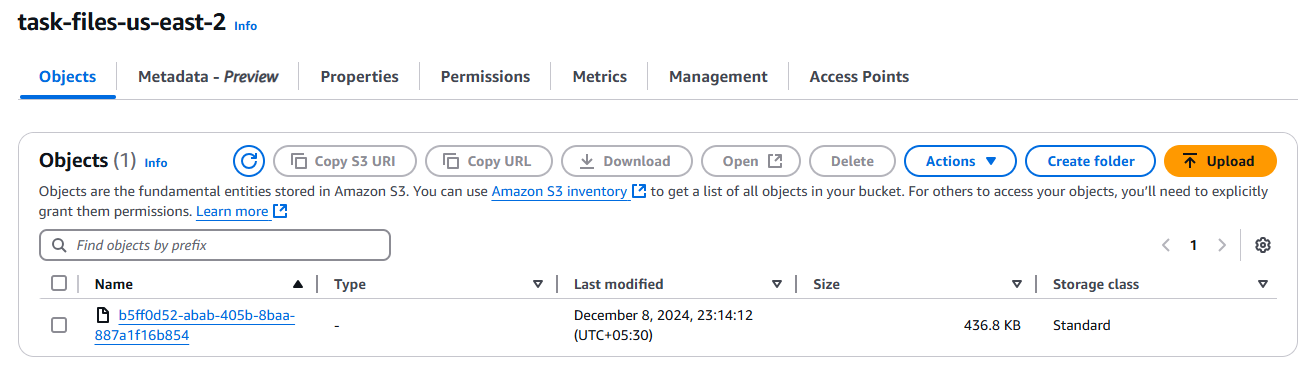 task-files-us-east-2 Info
Objects Metadata - Preview Properties Permissions Metrics Management Access Points
Objects (1) Info Copy S3 URI Copy URL Download Open Delete Actions Create folder Upload
Objects are the fundamental entities stored in Amazon S3. You can use Amazon S3 inventory to get a list of all objects in your bucket. For others to access your objects, you’ll need to explicitly
grant them permissions. Learn more
Find objects by prefix 1
Name Type Last modified Size Storage class
b5ff0d52-abab-405b-8baa- - December 8, 2024, 23:14:12 436.8 KB Standard
887a1f16b854 (UTC+05:30)